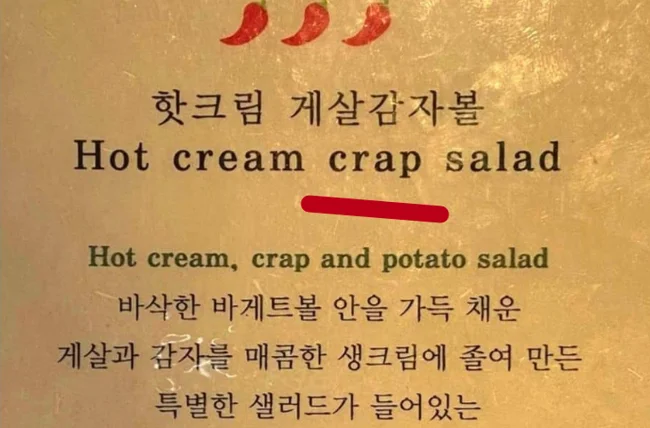 핫크림 게살감자볼
Hot cream crap salad
Hot cream, crap and potato salad
바삭한 바게트볼 안을 가득 채운
게살과 감자를 매콤한 생크림에 졸여 만든
특별한 샐러드가 들어있는